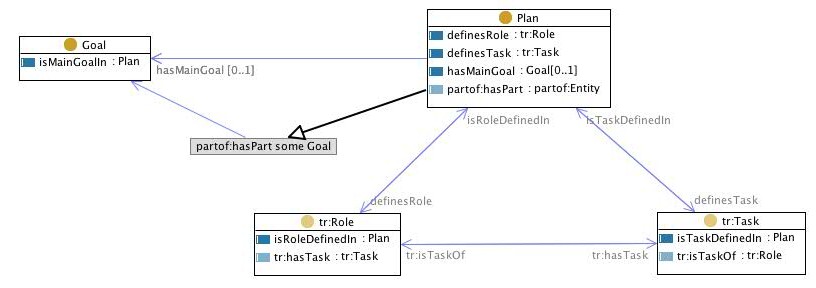 Plan
definesRole : tr:Role
definesTask : tr:Task
hasMainGoal : Goal[0..1]
partof:hasPart : partof:Entity
Goal
isMainGoalIn : Plan
hasMainGoal [0..1]
partof:hasPart some Goal
isRoleDefinedIn
isTaskDefinedIn
definesRole
definesTask
tr:Role
isRoleDefinedIn : Plan
tr:hasTask : tr:Task
tr:isTaskOf
tr:hasTask
tr:Task
isTaskDefinedIn : Plan
tr:isTaskOf : tr:Role